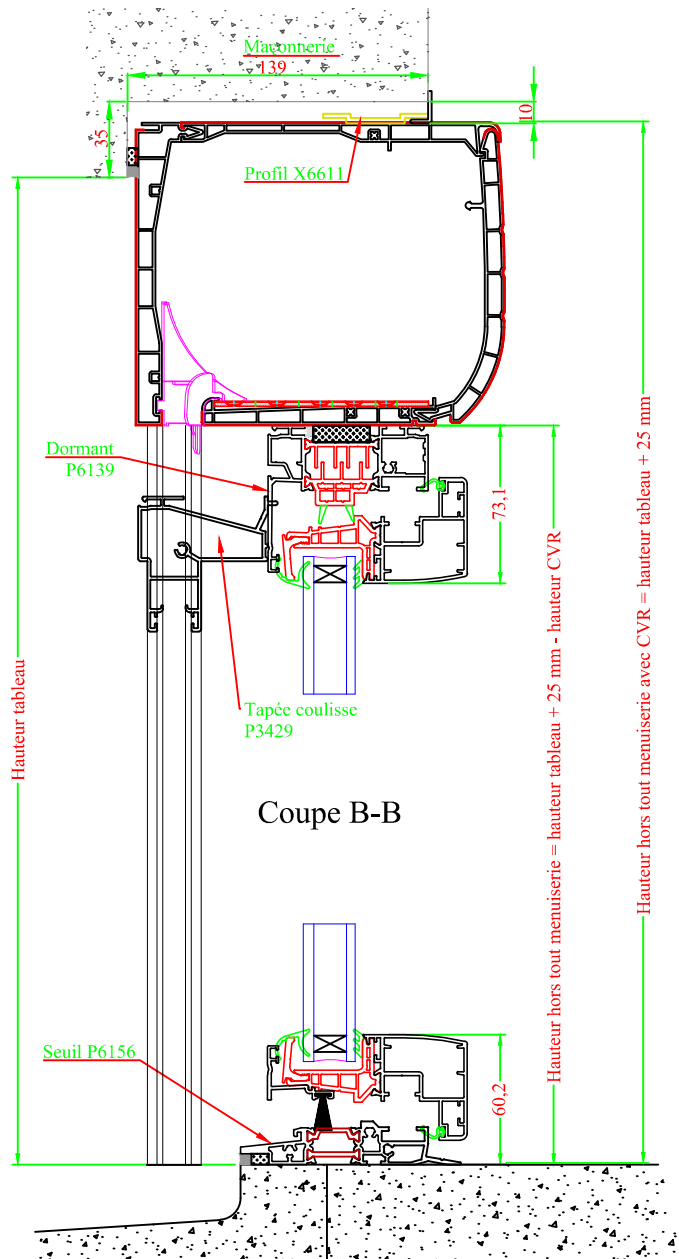 Maçonnerie
139
10
35
Profil X6611
Dormant
P6139
73,1
Tapée coulisse
P3429
Hauteur tableau
Hauteur hors tout menuiserie = hauteur tableau + 25 mm - hauteur CVR
Hauteur hors tout menuiserie avec CVR = hauteur tableau + 25 mm
Coupe B-B
Seuil P6156
60,2